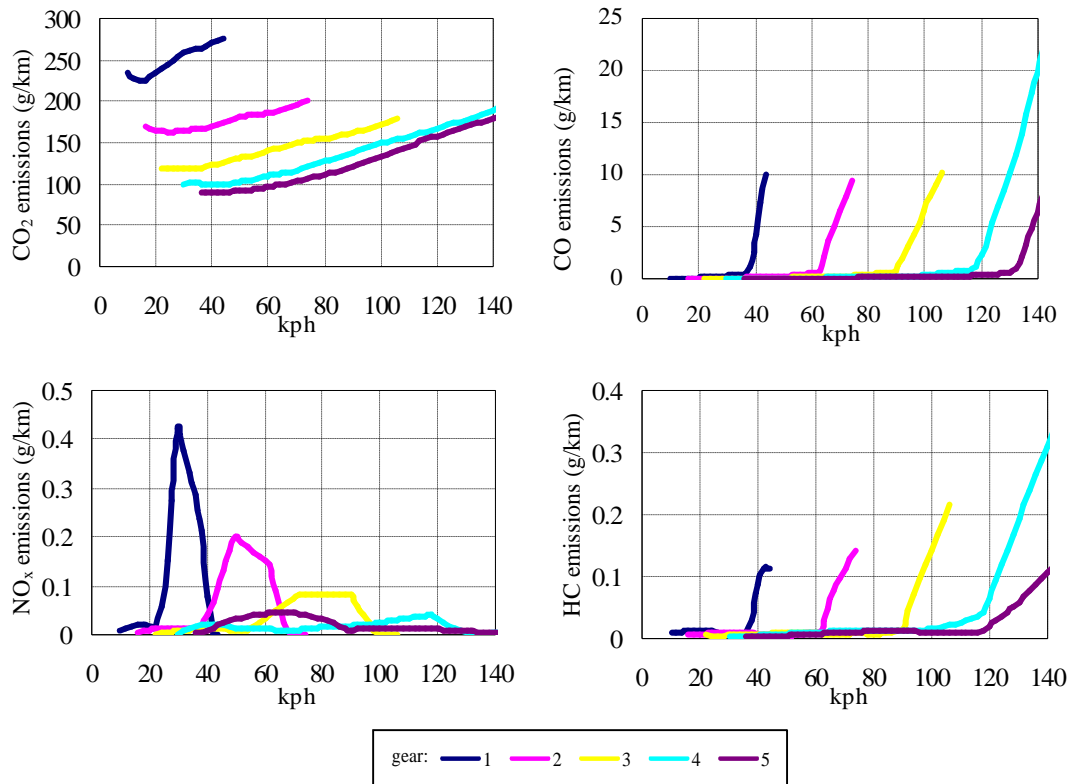 CO₂ emissions (g/km)
300
250
200
150
100
50
0
0 20 40 60 80 100 120 140
kph
CO emissions (g/km)
25
20
15
10
5
0
0 20 40 60 80 100 120 140
kph
NOₓ emissions (g/km)
0.5
0.4
0.3
0.2
0.1
0
0 20 40 60 80 100 120 140
kph
HC emissions (g/km)
0.4
0.3
0.2
0.1
0
0 20 40 60 80 100 120 140
kph
gear: 1 2 3 4 5